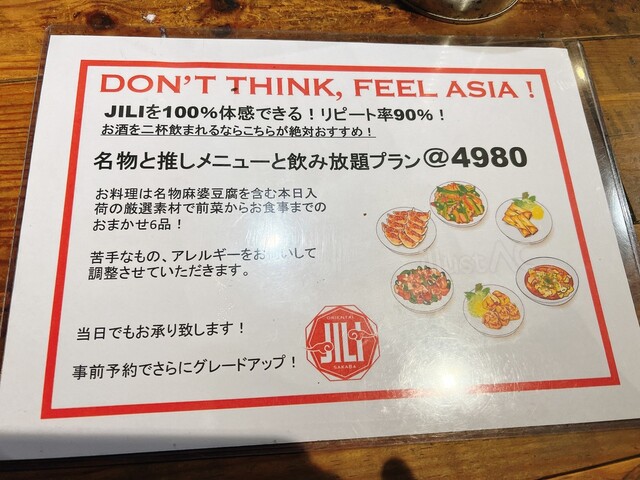 DON'T THINK, FEEL ASIA !
JILIを100%体感できる！リピート率90%！
お酒を二杯飲まれるならこちらが絶対おすすめ！
名物と推しメニューと飲み放題プラン@4980
お料理は名物麻婆豆腐を含む本日入
荷の厳選素材で前菜からお食事までの
おまかせ6品！
苦手なもの、アレルギーをお伺いして
調整させていただきます。
当日でもお承り致します！
事前予約でさらにグレードアップ！
JILI